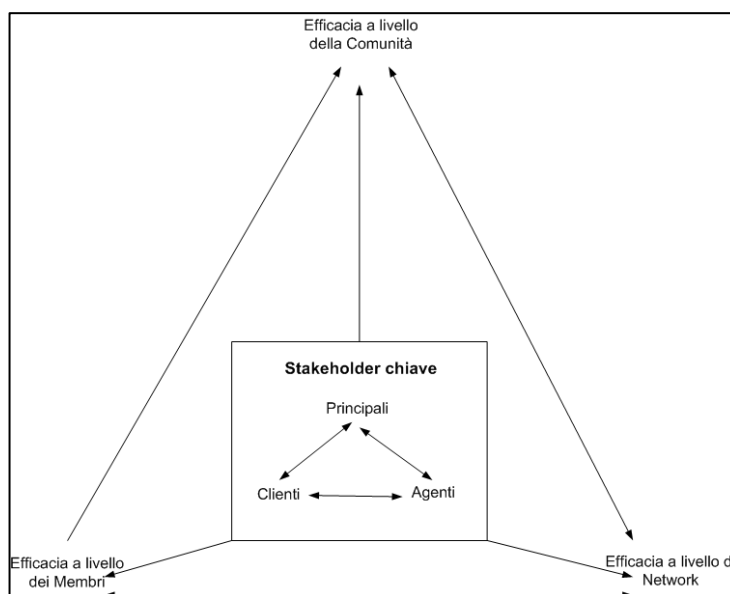 Efficacia a livello
della Comunità
Stakeholder chiave
Principali
Clienti
Agenti
Efficacia a livello
dei Membri
Efficacia a livello d
Network